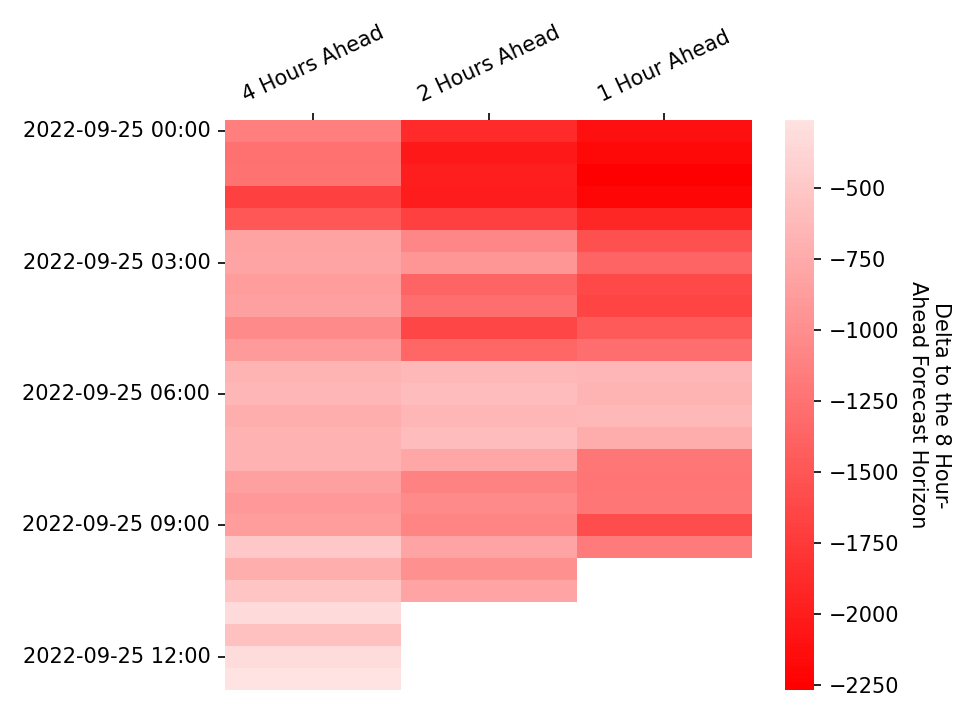 4 Hours Ahead
2 Hours Ahead
1 Hour Ahead
2022-09-25 00:00
2022-09-25 03:00
2022-09-25 06:00
2022-09-25 09:00
2022-09-25 12:00
−500
−750
−1000
−1250
−1500
−1750
−2000
−2250
Delta to the 8 Hour-
Ahead Forecast Horizon